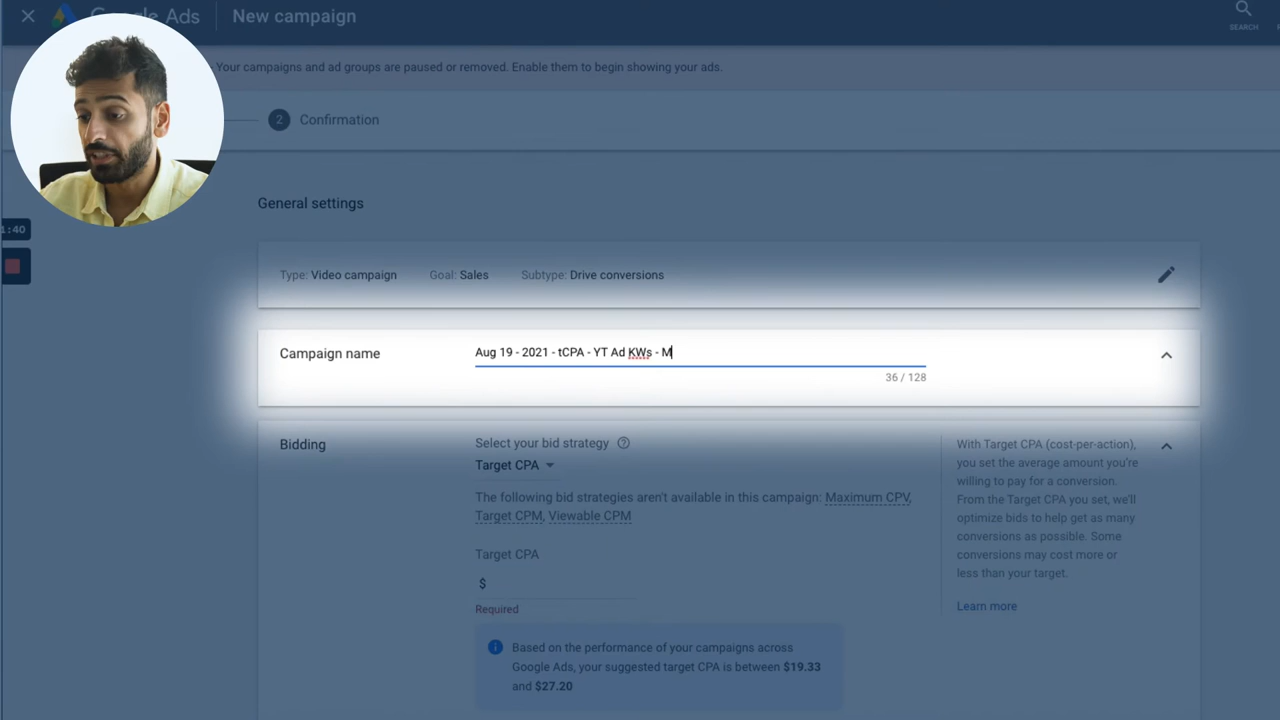 Google Ads
New campaign
SEARCH
Your campaigns and ad groups are paused or removed. Enable them to begin showing your ads.
2 Confirmation
General settings
1:40
Type: Video campaign Goal: Sales Subtype: Drive conversions
Campaign name
Aug 19 - 2021 - tCPA - YT Ad KWs - M
36 / 128
Bidding
Select your bid strategy
Target CPA
The following bid strategies aren't available in this campaign: Maximum CPV,
Target CPM, Viewable CPM
Target CPA
$
Required
Based on the performance of your campaigns across
Google Ads, your suggested target CPA is between $19.33
and $27.20
With Target CPA (cost-per-action),
you set the average amount you're
willing to pay for a conversion.
From the Target CPA you set, we'll
optimize bids to help get as many
conversions as possible. Some
conversions may cost more or
less than your target.
Learn more